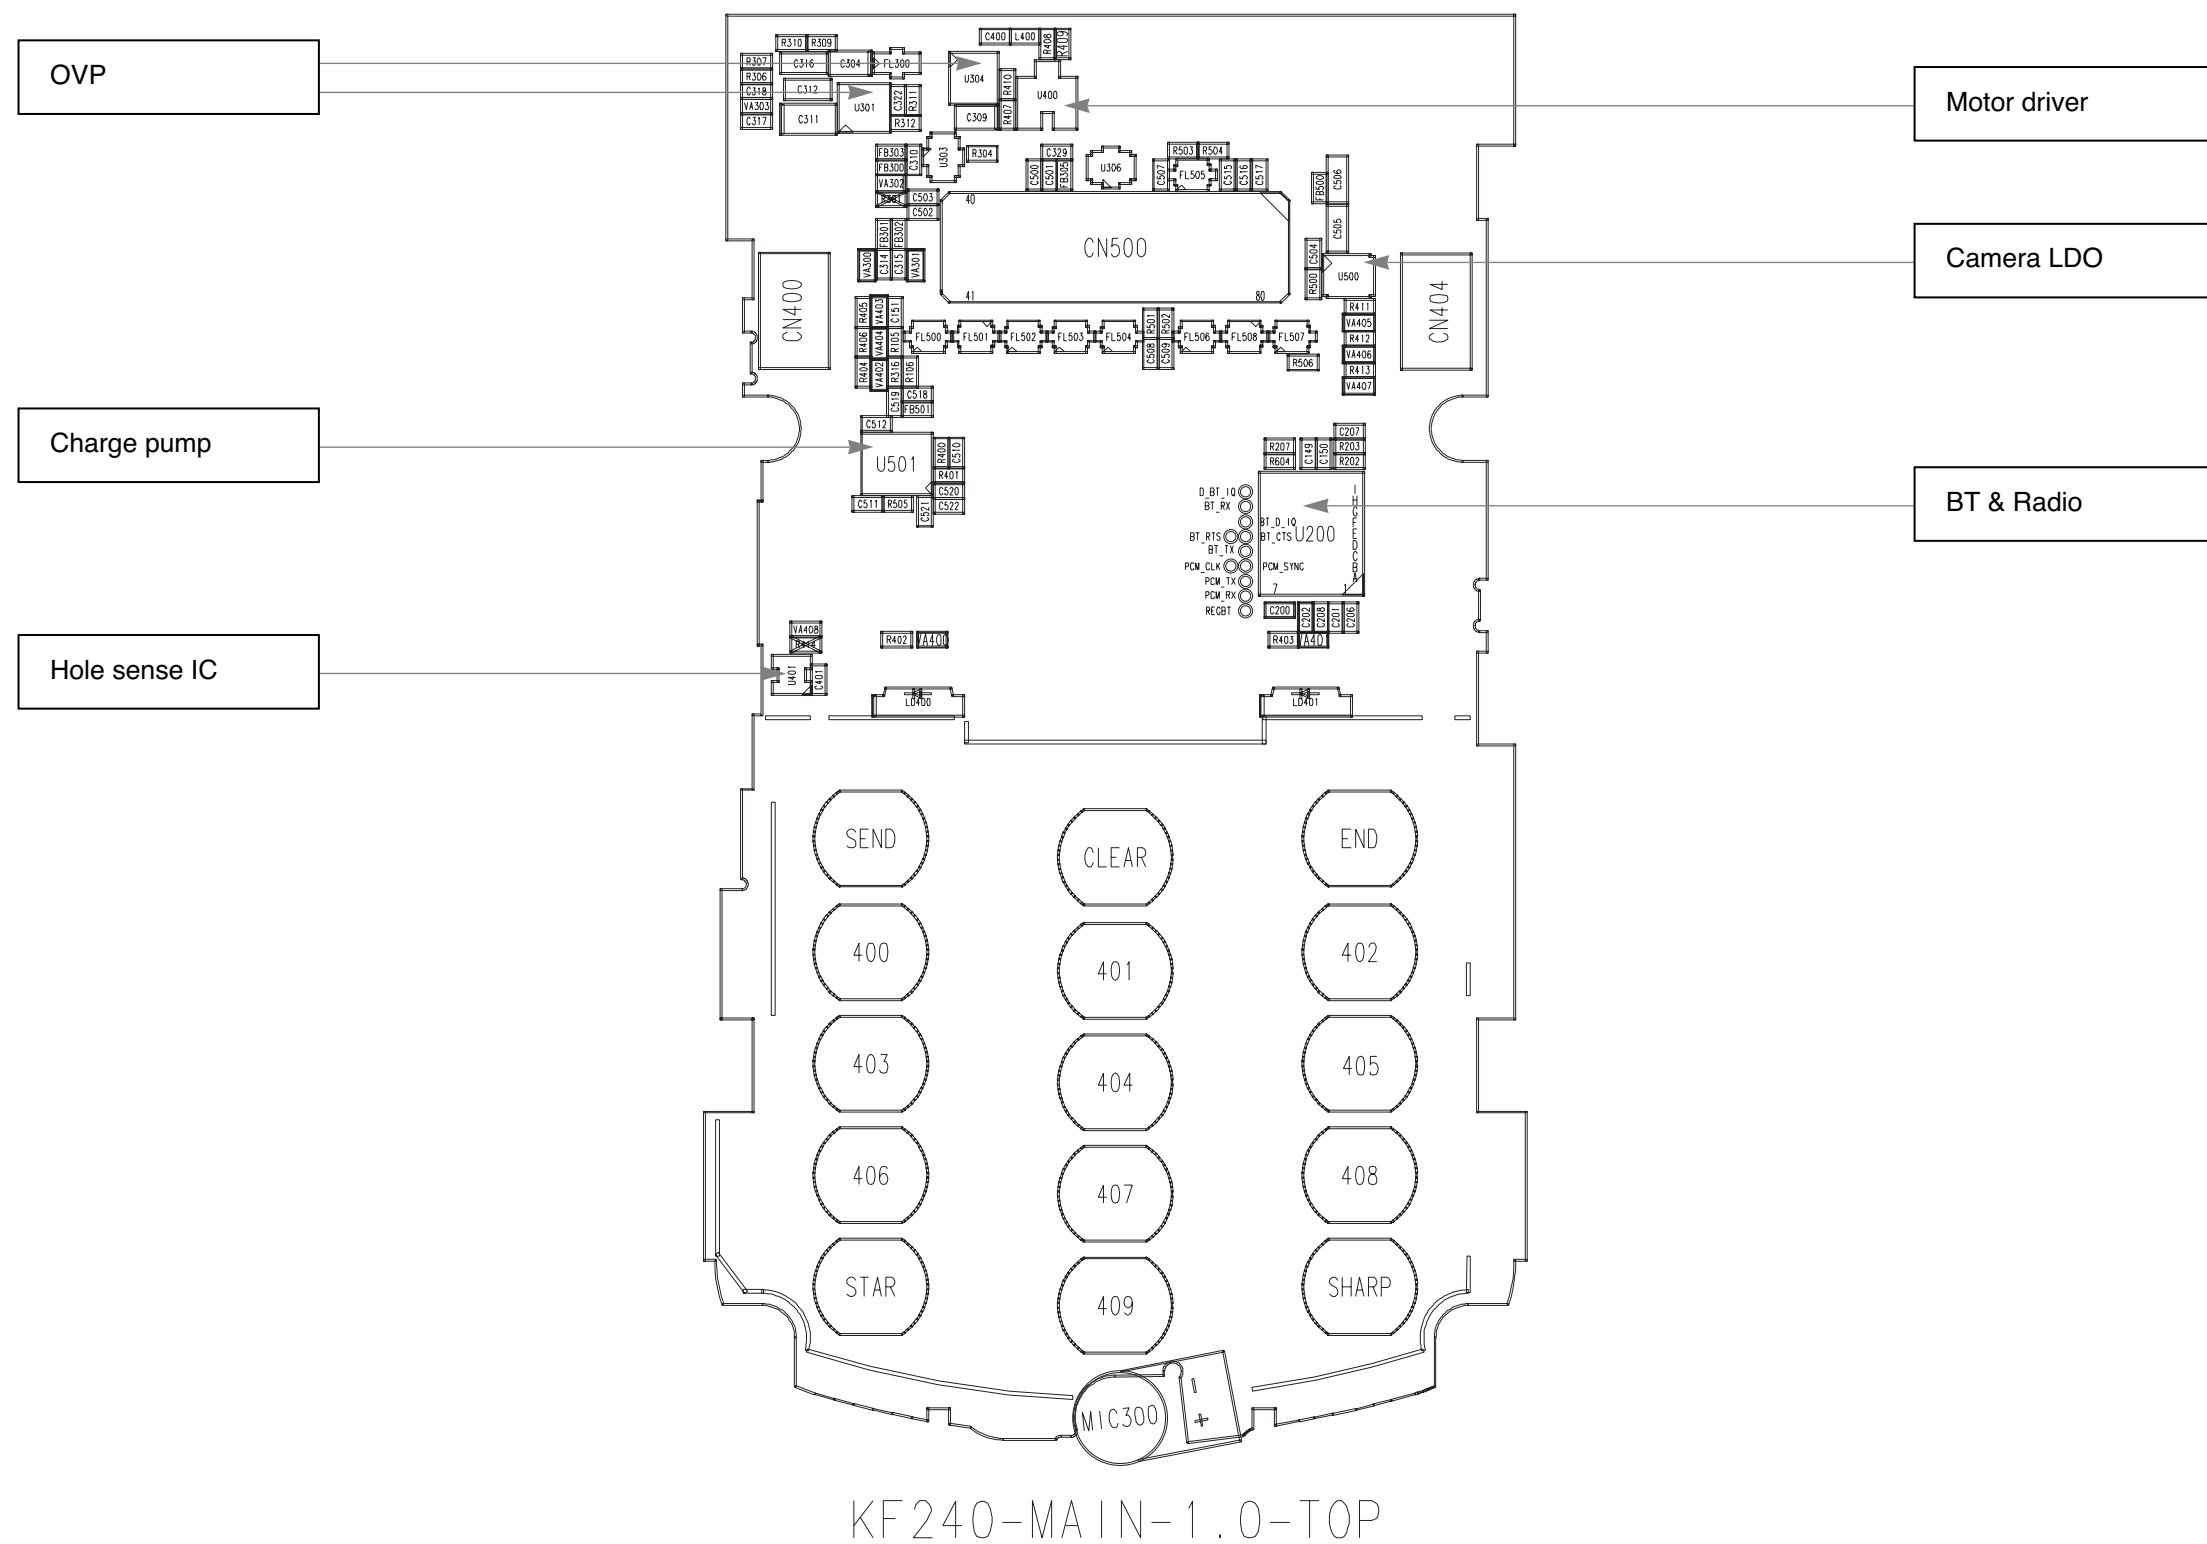 OVP
Motor driver
Camera LDO
Charge pump
BT & Radio
Hole sense IC
R310 R309
C400 L400 R408 R409
R307 C316 C304 FL300
R306 U304 R410
C318 C312 C322 R311 U400
VA303 U301
C317 C311 R312 C309 R407
FB303 C310 U303 R304 C329 R503 R504
FB300 C500 C501 FB305 U306 C507 FL505 C515 C516 C517
VA302 FB500 C506
C503
C502
40
FB301 FB302 CN500 C505
VA300 C314 C315 VA301 C504 U500
R500
41 80
CN400 CN404
R405 VA403 C151 R501 R502 R411
VA405
R406 VA404 R105 FL500 FL501 FL502 FL503 FL504 FL506 FL508 FL507 R412
C508 C509 VA406
R404 VA402 R316 R106 R506 R413
VA407
C519 C518
FB501
C512 C207
U501 R400 C510 R207 C149 C150 R203
R604 R202
R401
C520
C511 R505 C521 C522
D_BT_IQ I
BT_RX H
G
BT_D_IQ F
BT_RTS BT_CTS U200 E
BT_TX D
C
PCM_CLK PCM_SYNC B
PCM_TX A
7 1
PCM_RX
REGBT C200 C202 C208 C201 C206
VA408
R402 VA400 R403 VA401
U401 C401
LD400 LD401
SEND CLEAR END
400 401 402
403 404 405
406 407 408
STAR 409 SHARP
MIC300 - +
KF240-MAIN-1.0-TOP